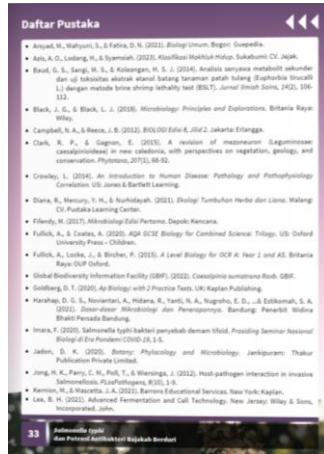 Daftar Pustaka
Arsyad, M., Wahyuni, S., & Fatira, D. N. (2021). Biologi Umum. Bogor: Guepedia.
Azis, A. O., Lodang, H., & Syamsiah. (2023). Klasifikasi Makhluk Hidup. Sukabumi: CV. Jejak.
Baud, G. S., Sangi, M. S., & Koleangan, H. S. J. (2014). Analisis senyawa metabolit sekunder
dan uji toksisitas ekstrak etanol batang tanaman patah tulang (Euphorbia tirucalli
L.) dengan metode brine shrimp lethality test (BSLT). Jurnal Ilmiah Sains, 14(2), 106-
112.
Black, J. G., & Black, L. J. (2018). Microbiology: Principles and Explorations. Britania Raya:
Wiley.
Campbell, N. A., & Reece, J. B. (2012). BIOLOGI Edisi 8, Jilid 2. Jakarta: Erlangga.
Clark, R. P., & Gagnon, E. (2015). A revision of mezoneuron (Leguminosae:
caesalpinioideae) in new caledonia, with perspectives on vegetation, geology, and
conservation. Phytotaxa, 207(1), 68-92.
Crowley, L. (2014). An Introduction to Human Disease: Pathology and Pathophysiology
Correlation. US: Jones & Bartlett Learning.
Diana, R., Mercury, Y. H., & Nurhidayah. (2021). Ekologi Tumbuhan Herba dan Liana. Malang:
CV. Pustaka Learning Center.
Fifendy, M. (2017). Mikrobiologi Edisi Pertama. Depok: Kencana.
Fullick, A., & Coates, A. (2020). AQA GCSE Biology for Combined Science: Trilogy. US: Oxford
University Press – Children.
Fullick, A., Locke, J., & Bircher, P. (2015). A Level Biology for OCR A: Year 1 and AS. Britania
Raya: OUP Oxford.
Global Biodiversity Information Facility (GBIF). (2022). Caesalpinia sumatrana Roxb. GBIF.
Goldberg, D. T. (2020). Ap Biology: with 2 Practice Tests. UK: Kaplan Publishing.
Harahap, D. G. S., Noviantari, A., Hidana, R., Yanti, N. A., Nugroho, E. D., ...& Estikomah, S. A.
(2021). Dasar-dasar Mikrobiologi dan Penerapannya. Bandung: Penerbit Widina
Bhakti Persada Bandung.
Imara, F. (2020). Salmonella typhi bakteri penyebab demam tifoid. Prosiding Seminar Nasional
Biologi di Era Pandemi COVID-19, 1-5.
Jadon, D. K. (2020). Botany: Phycology and Microbiology. Jankipuram: Thakur
Publication Private Limited.
Jong, H. K., Parry, C. M., Poll, T., & Wiersinga, J. (2012). Host-pathogen interaction in invasive
Salmonellosis. PLosPathogens, 8(10), 1-9.
Kernion, M., & Mascetta. J. A. (2021). Barrons Educational Services. New York: Kaplan.
Lee, B. H. (2021). Advanced Fermentation and Cell Technology. New Jersey: Wiley & Sons,
Incorporated, John.
33
Salmonella typhi
dan Potensi Antibakteri Bajakah Berduri